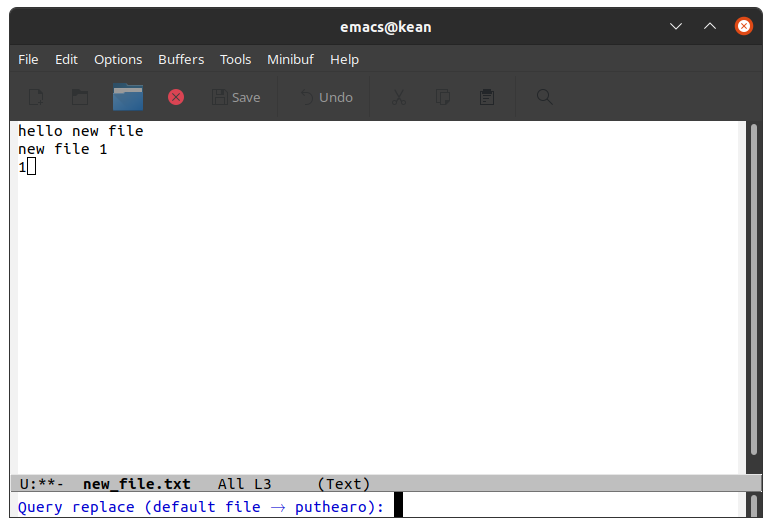 emacs@kean
File Edit Options Buffers Tools Minibuf Help
Save Undo
hello new file
new file 1
1
U:**- new_file.txt All L3 (Text)
Query replace (default file → puthearo):